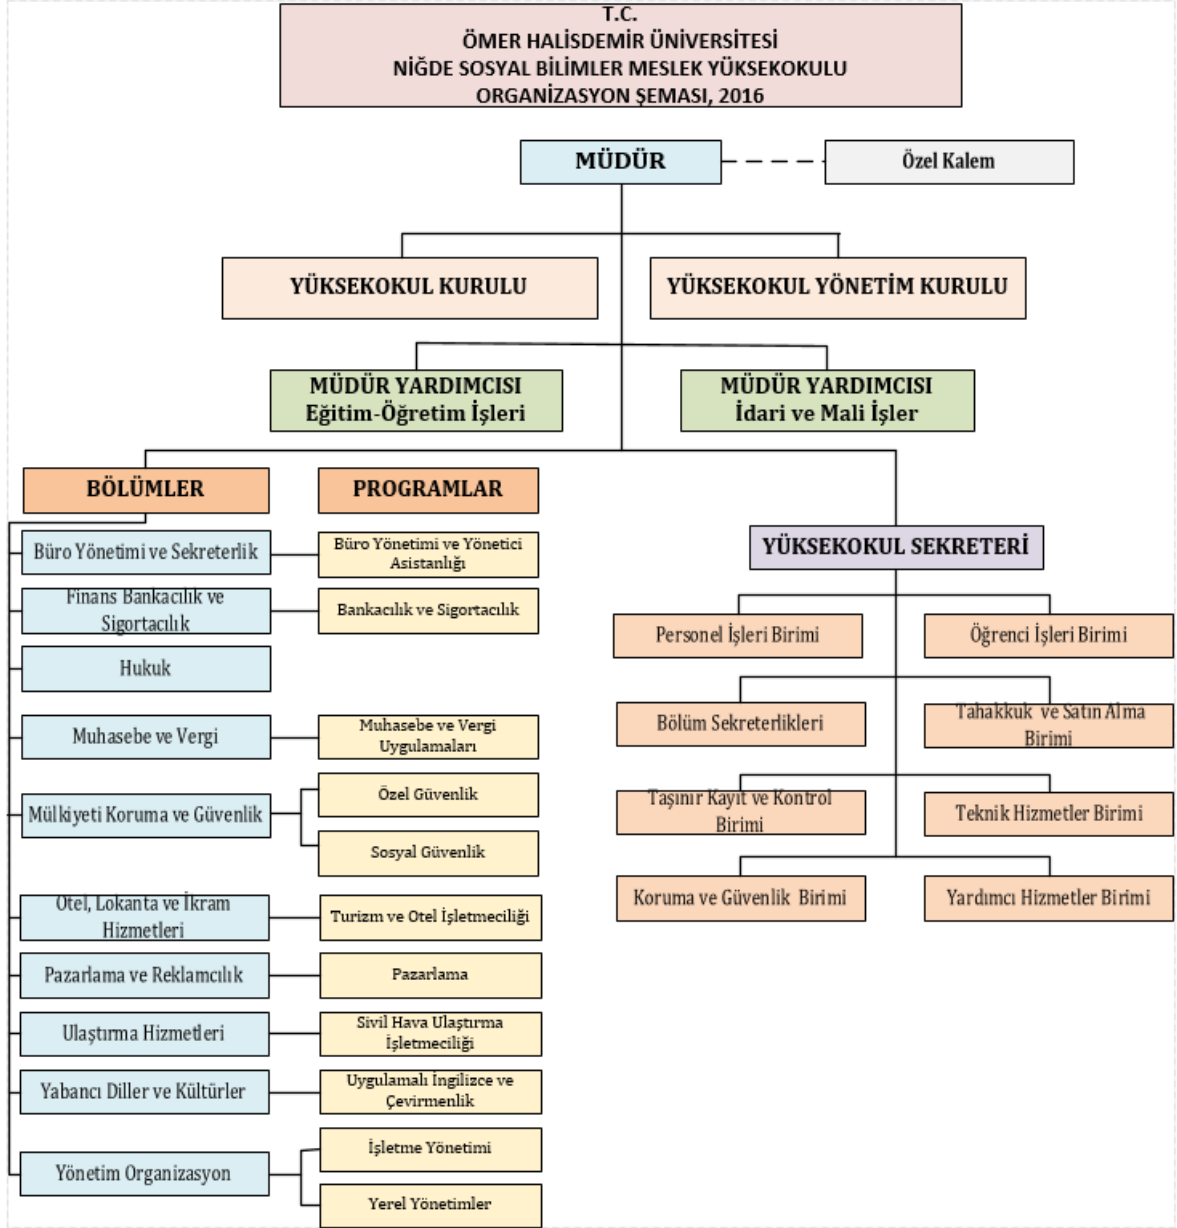 T.C.
ÖMER HALİSDEMİR ÜNİVERSİTESİ
NİĞDE SOSYAL BİLİMLER MESLEK YÜKSEKOKULU
ORGANİZASYON ŞEMASI, 2016
MÜDÜR
Özel Kalem
YÜKSEKOKUL KURULU
YÜKSEKOKUL YÖNETİM KURULU
MÜDÜR YARDIMCISI
Eğitim-Öğretim İşleri
MÜDÜR YARDIMCISI
İdari ve Mali İşler
BÖLÜMLER
PROGRAMLAR
Büro Yönetimi ve Sekreterlik
Büro Yönetimi ve Yönetici
Asistanlığı
Finans Bankacılık ve
Sigortacılık
Bankacılık ve Sigortacılık
Hukuk
Muhasebe ve Vergi
Muhasebe ve Vergi
Uygulamaları
Mülkiyeti Koruma ve Güvenlik
Özel Güvenlik
Sosyal Güvenlik
Otel, Lokanta ve İkram
Hizmetleri
Turizm ve Otel İşletmeciliği
Pazarlama ve Reklamcılık
Pazarlama
Ulaştırma Hizmetleri
Sivil Hava Ulaştırma
İşletmeciliği
Yabancı Diller ve Kültürler
Uygulamalı İngilizce ve
Çevirmenlik
Yönetim Organizasyon
İşletme Yönetimi
Yerel Yönetimler
YÜKSEKOKUL SEKRETERİ
Personel İşleri Birimi
Öğrenci İşleri Birimi
Bölüm Sekreterlikleri
Tahakkuk ve Satın Alma
Birimi
Taşınır Kayıt ve Kontrol
Birimi
Teknik Hizmetler Birimi
Koruma ve Güvenlik Birimi
Yardımcı Hizmetler Birimi